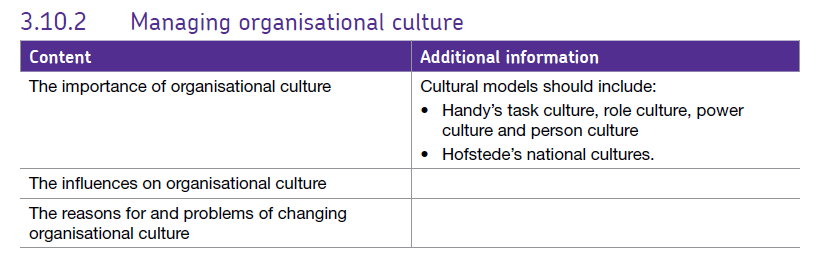 3.10.2 Managing organisational culture
Content Additional information
The importance of organisational culture Cultural models should include:
• Handy’s task culture, role culture, power
culture and person culture
• Hofstede’s national cultures.
The influences on organisational culture
The reasons for and problems of changing
organisational culture